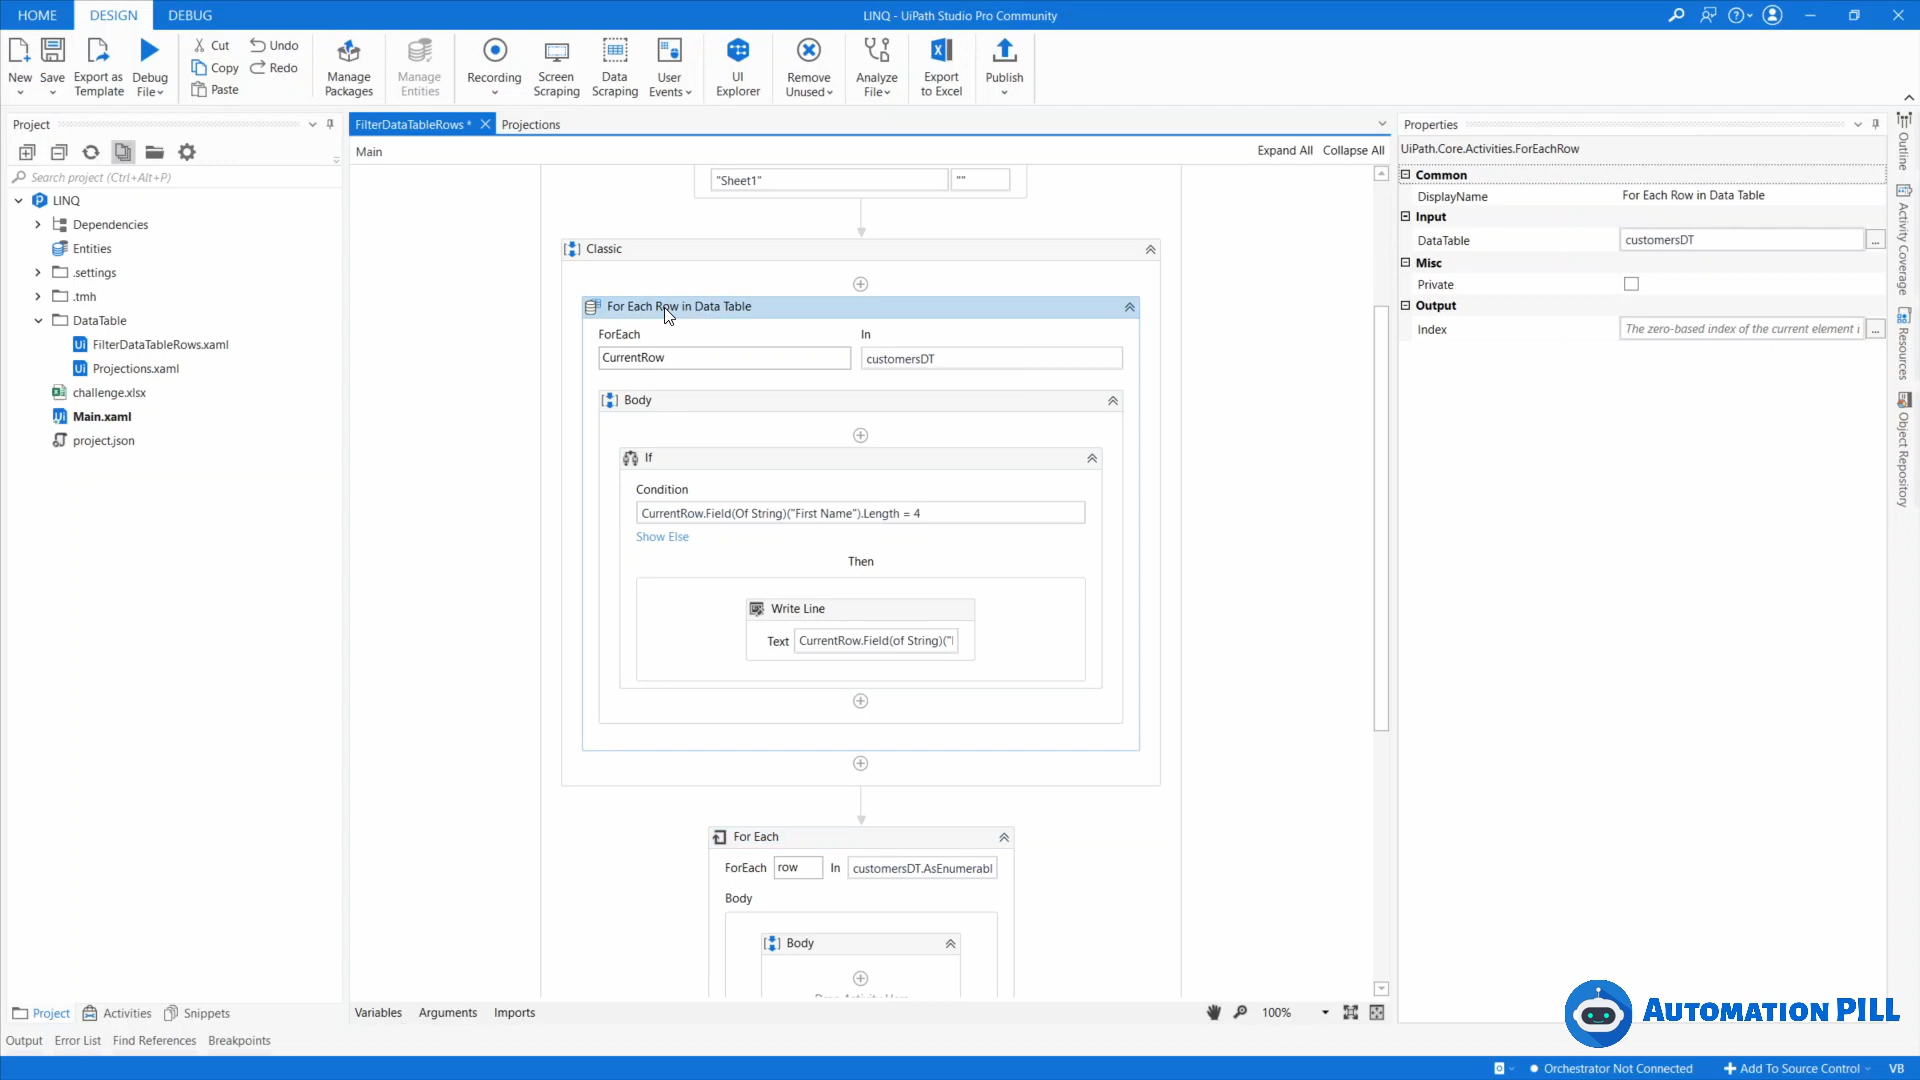 HOME DESIGN DEBUG LINQ - UiPath Studio Pro Community
New Save Export as Template Debug File
Cut Copy Paste Undo Redo
Manage Packages Manage Entities
Recording Screen Scraping Data Scraping User Events
UI Explorer Remove Unused Analyze File Export to Excel Publish
Project
Search project (Ctrl+Alt+P)
LINQ
Dependencies
Entities
.settings
.tmh
DataTable
FilterDataTableRows.xaml
Projections.xaml
challenge.xlsx
Main.xaml
project.json
Project Activities Snippets
FilterDataTableRows * Projections
Main Expand All Collapse All
"Sheet1" ""
Classic
For Each Row in Data Table
ForEach In
CurrentRow customersDT
Body
If
Condition
CurrentRow.Field(Of String)("First Name").Length = 4
Show Else
Then
Write Line
Text CurrentRow.Field(of String)("
For Each
ForEach row In customersDT.AsEnumerabl
Body
Body
Variables Arguments Imports 100%
Properties
UiPath.Core.Activities.ForEachRow
Common
DisplayName For Each Row in Data Table
Input
DataTable customersDT ...
Misc
Private
Output
Index The zero-based index of the current element ...
Outline
Activity Coverage
Resources
Object Repository
AUTOMATION PILL
Output Error List Find References Breakpoints
Orchestrator Not Connected Add To Source Control VB